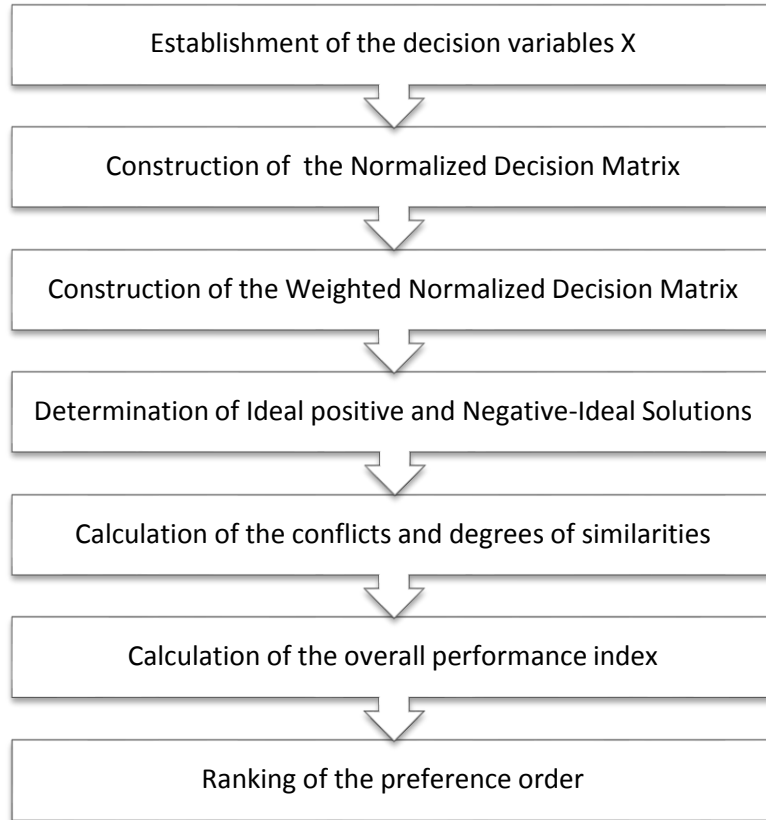 Establishment of the decision variables X
Construction of  the Normalized Decision Matrix
Construction of the Weighted Normalized Decision Matrix
Determination of Ideal positive and Negative-Ideal Solutions
Calculation of the conflicts and degrees of similarities
Calculation of the overall performance index
Ranking of the preference order